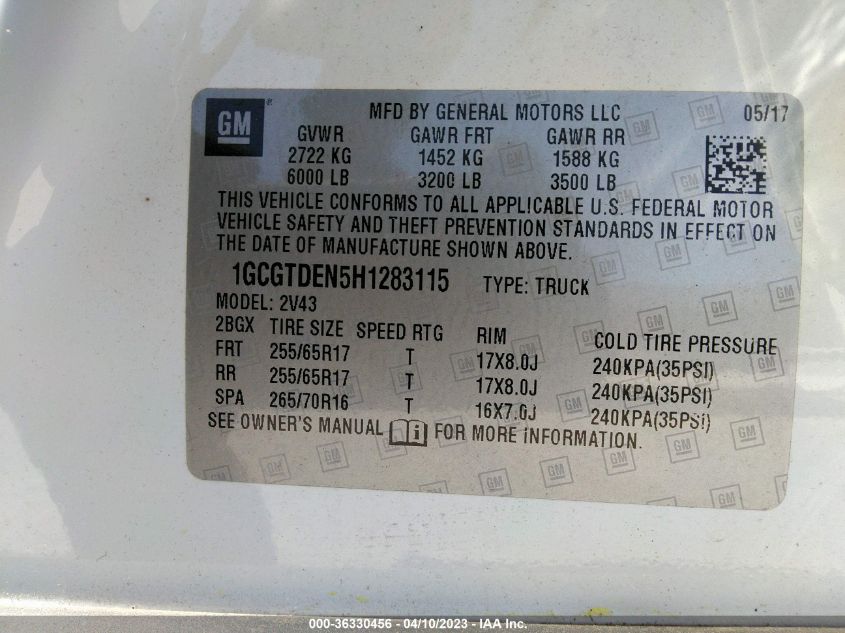 GM ® MFD BY GENERAL MOTORS LLC 05/17
GVWR GAWR FRT GAWR RR
2722 KG 1452 KG 1588 KG
6000 LB 3200 LB 3500 LB
THIS VEHICLE CONFORMS TO ALL APPLICABLE U.S. FEDERAL MOTOR
VEHICLE SAFETY AND THEFT PREVENTION STANDARDS IN EFFECT ON
THE DATE OF MANUFACTURE SHOWN ABOVE.
1GCGTDEN5H1283115 TYPE: TRUCK
MODEL: 2V43
2BGX TIRE SIZE SPEED RTG RIM COLD TIRE PRESSURE
FRT 255/65R17 T 17X8.0J 240KPA(35PSI)
RR 255/65R17 T 17X8.0J 240KPA(35PSI)
SPA 265/70R16 T 16X7.0J 240KPA(35PSI)
SEE OWNER'S MANUAL FOR MORE INFORMATION.
000-36330456 - 04/10/2023 - IAA Inc.